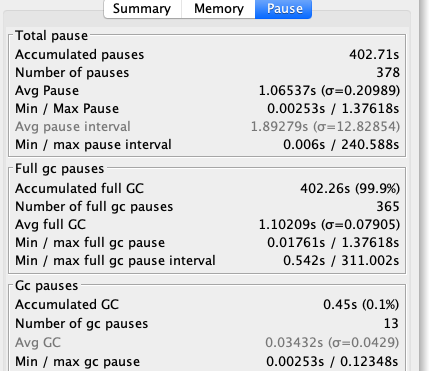 Summary Memory Pause
Total pause
Accumulated pauses 402.71s
Number of pauses 378
Avg Pause 1.06537s (σ=0.20989)
Min / Max Pause 0.00253s / 1.37618s
Avg pause interval 1.89279s (σ=12.82854)
Min / max pause interval 0.006s / 240.588s
Full gc pauses
Accumulated full GC 402.26s (99.9%)
Number of full gc pauses 365
Avg full GC 1.10209s (σ=0.07905)
Min / max full gc pause 0.01761s / 1.37618s
Min / max full gc pause interval 0.542s / 311.002s
Gc pauses
Accumulated GC 0.45s (0.1%)
Number of gc pauses 13
Avg GC 0.03432s (σ=0.0429)
Min / max gc pause 0.00253s / 0.12348s